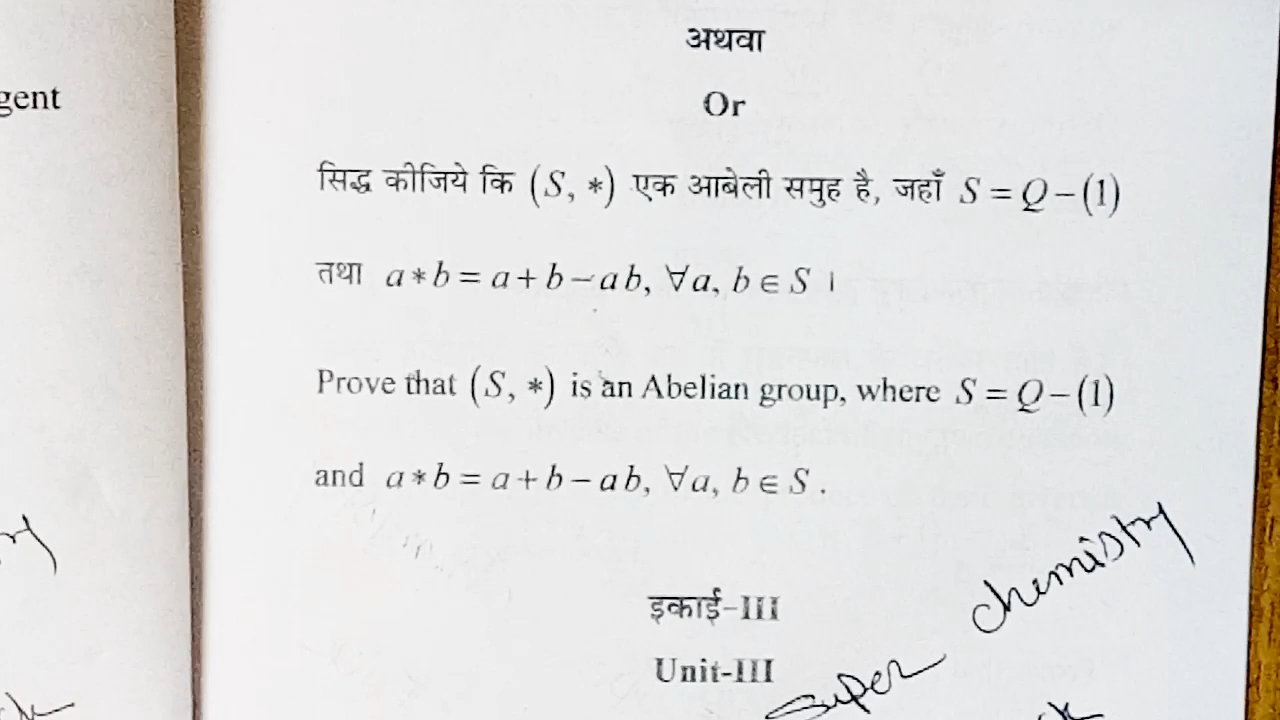 gent
अथवा
Or
सिद्ध कीजिये कि (S, *) एक आबेली समुह है, जहाँ S = Q – (1)
तथा a * b = a + b – ab, ∀a, b ∈ S ।
Prove that (S, *) is an Abelian group, where S = Q – (1)
and a * b = a + b – ab, ∀a, b ∈ S .
इकाई–III
Unit-III
Super chemistry